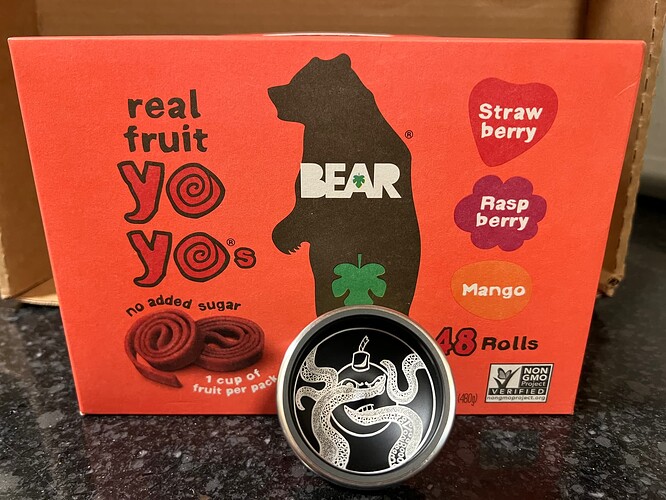 real
fruit
yo
yo®s
no added sugar
1 cup of
fruit per pack
®
BEAR
Straw
berry
Rasp
berry
Mango
48 Rolls
(480g)
NON
GMO
Project
VERIFIED
nongmoproject.org